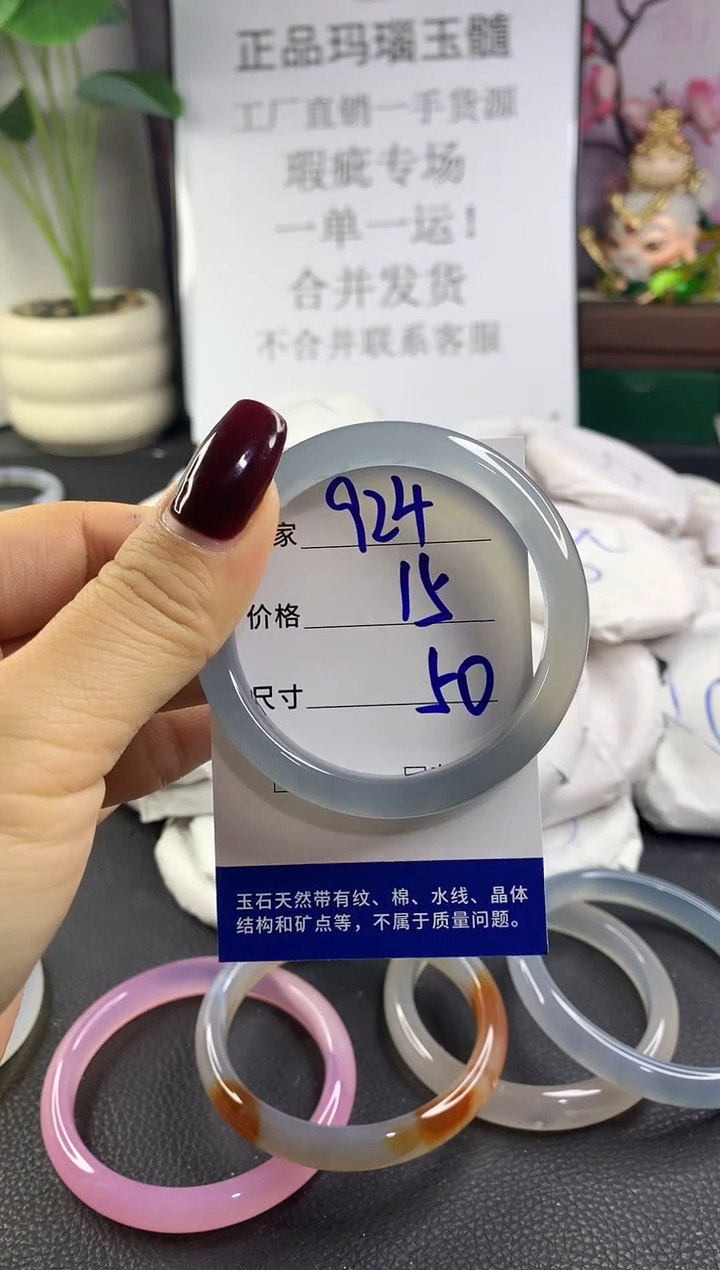 正品玛瑙玉髓
工厂直销一手货源
瑕疵专场
一单一运！
合并发货
不合并联系客服
家 924
价格 15
尺寸 50
玉石天然带有纹、棉、水线、晶体
结构和矿点等，不属于质量问题。